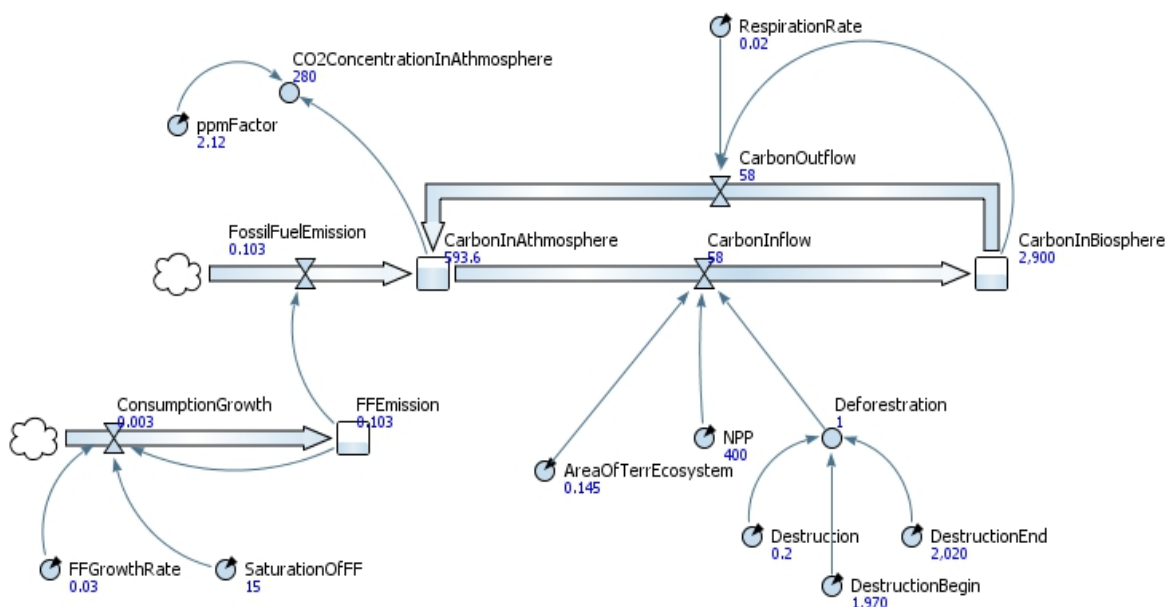 RespirationRate
0.02
CO2ConcentrationInAthmosphere
280
ppmFactor
2.12
CarbonOutflow
58
FossilFuelEmission
0.103
CarbonInAthmosphere
593.6
CarbonInflow
58
CarbonInBiosphere
2,900
ConsumptionGrowth
0.003
FFEmission
0.103
Deforestration
1
NPP
400
AreaOfTerrEcosystem
0.145
Destruction
0.2
DestructionEnd
2,020
FFGrowthRate
0.03
SaturationOfFF
15
DestructionBegin
1,970